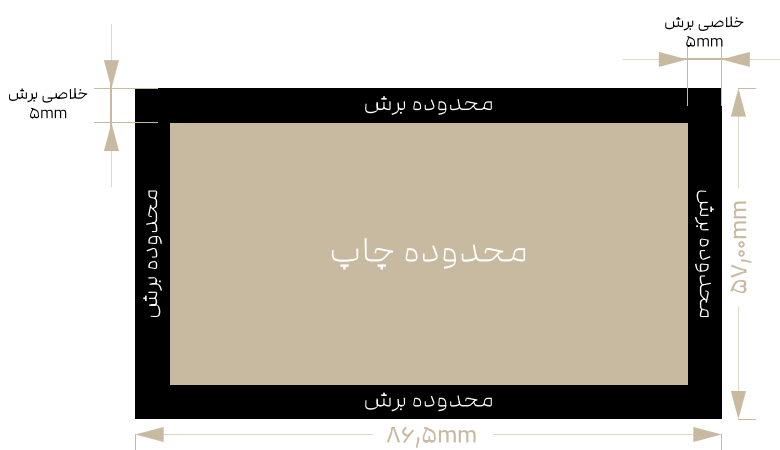 خلاصی برش
۵mm
خلاصی برش
۵mm
محدوده برش
محدوده برش
محدوده چاپ
محدوده برش
۵۷,۰۰mm
محدوده برش
۸۶,۵mm